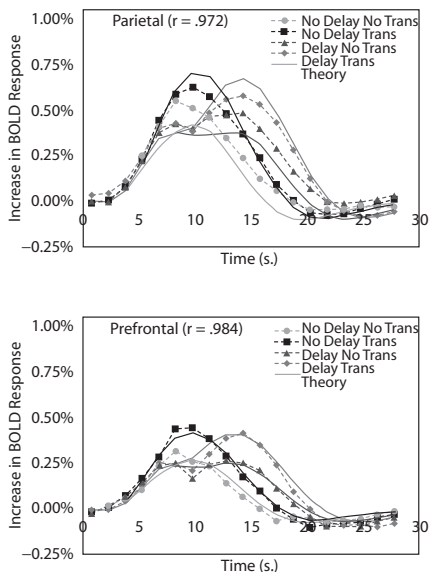 Parietal (r = .972)
No Delay No Trans
No Delay Trans
Delay No Trans
Delay Trans
Theory
Increase in BOLD Response
1.00%
0.75%
0.50%
0.25%
0.00%
−0.25%
0 5 10 15 20 25 30
Time (s.)
Prefrontal (r = .984)
No Delay No Trans
No Delay Trans
Delay No Trans
Delay Trans
Theory
Increase in BOLD Response
1.00%
0.75%
0.50%
0.25%
0.00%
−0.25%
0 5 10 15 20 25 30
Time (s.)